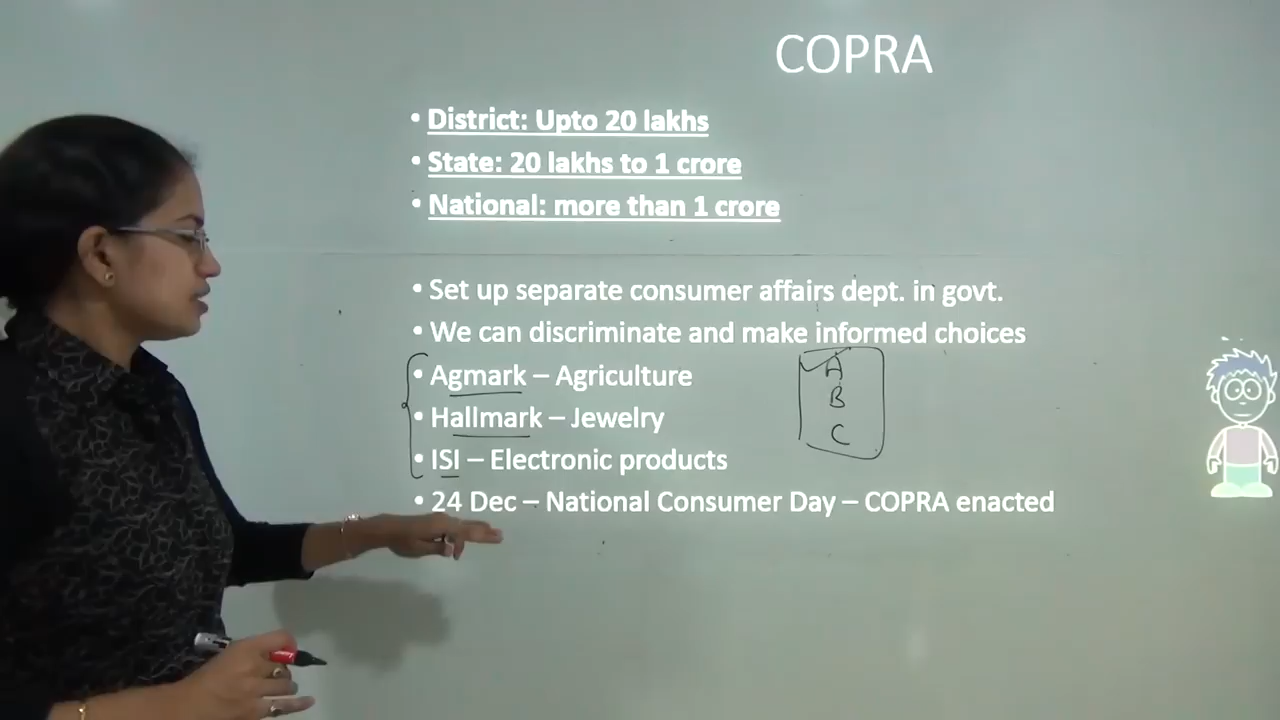 COPRA
• District: Upto 20 lakhs
• State: 20 lakhs to 1 crore
• National: more than 1 crore
• Set up separate consumer affairs dept. in govt.
• We can discriminate and make informed choices
• Agmark – Agriculture
• Hallmark – Jewelry
• ISI – Electronic products
• 24 Dec – National Consumer Day – COPRA enacted
A
B
C